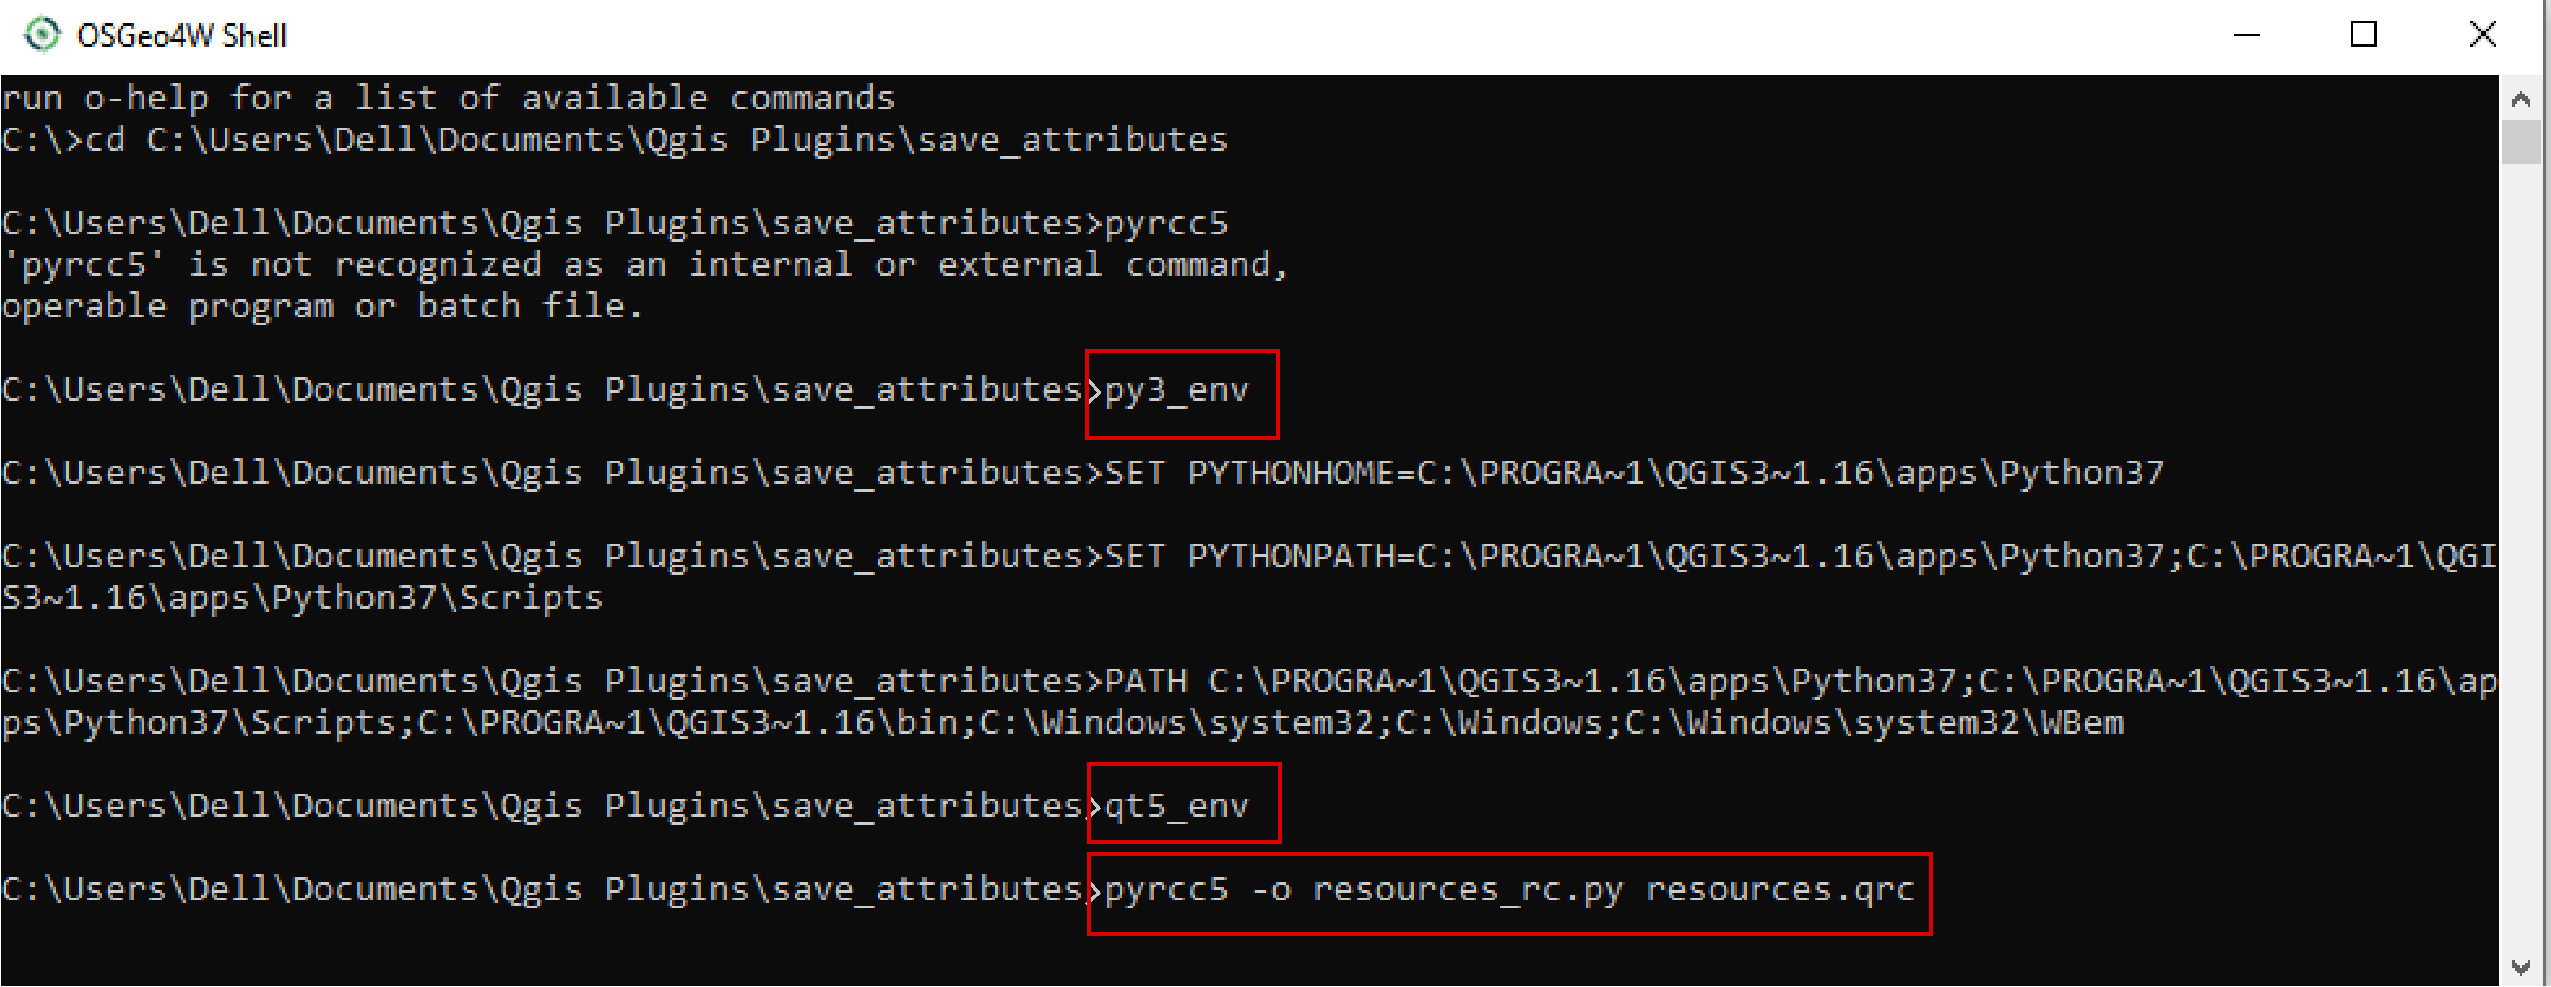 OSGeo4W Shell
run o-help for a list of available commands
C:\>cd C:\Users\Dell\Documents\Qgis Plugins\save_attributes
C:\Users\Dell\Documents\Qgis Plugins\save_attributes>pyrcc5
'pyrcc5' is not recognized as an internal or external command,
operable program or batch file.
C:\Users\Dell\Documents\Qgis Plugins\save_attributes>py3_env
C:\Users\Dell\Documents\Qgis Plugins\save_attributes>SET PYTHONHOME=C:\PROGRA~1\QGIS3~1.16\apps\Python37
C:\Users\Dell\Documents\Qgis Plugins\save_attributes>SET PYTHONPATH=C:\PROGRA~1\QGIS3~1.16\apps\Python37;C:\PROGRA~1\QGI
S3~1.16\apps\Python37\Scripts
C:\Users\Dell\Documents\Qgis Plugins\save_attributes>PATH C:\PROGRA~1\QGIS3~1.16\apps\Python37;C:\PROGRA~1\QGIS3~1.16\ap
ps\Python37\Scripts;C:\PROGRA~1\QGIS3~1.16\bin;C:\Windows\system32;C:\Windows;C:\Windows\system32\WBem
C:\Users\Dell\Documents\Qgis Plugins\save_attributes>qt5_env
C:\Users\Dell\Documents\Qgis Plugins\save_attributes>pyrcc5 -o resources_rc.py resources.qrc